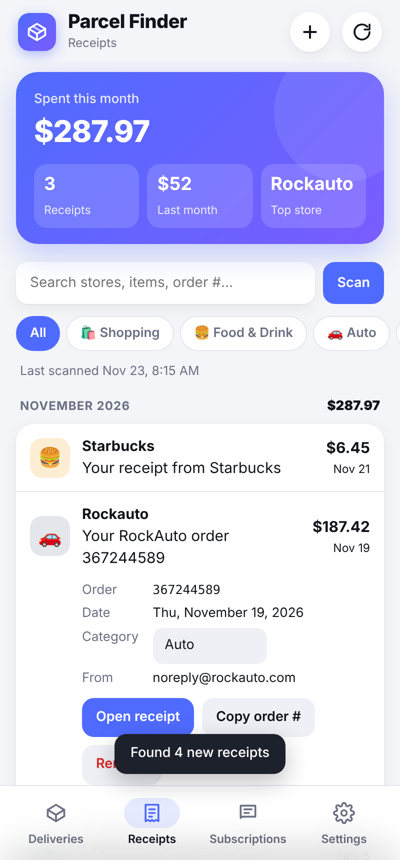 Parcel Finder
Receipts
Spent this month
$287.97
3
Receipts
$52
Last month
Rockauto
Top store
Search stores, items, order #...
Scan
All
Shopping
Food & Drink
Auto
Last scanned Nov 23, 8:15 AM
NOVEMBER 2026
$287.97
Starbucks
$6.45
Your receipt from Starbucks
Nov 21
Rockauto
Your RockAuto order
367244589
$187.42
Nov 19
Order 367244589
Date Thu, November 19, 2026
Category Auto
From noreply@rockauto.com
Open receipt
Copy order #
Found 4 new receipts
Deliveries
Receipts
Subscriptions
Settings